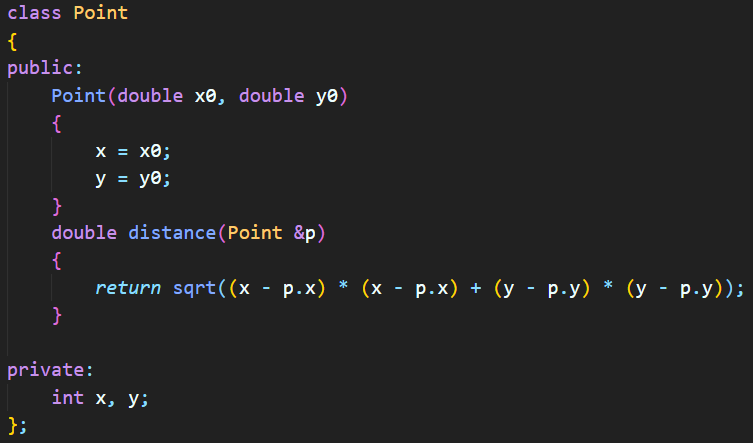 class Point
{
public:
    Point(double x0, double y0)
    {
        x = x0;
        y = y0;
    }
    double distance(Point &p)
    {
        return sqrt((x - p.x) * (x - p.x) + (y - p.y) * (y - p.y));
    }

private:
    int x, y;
};